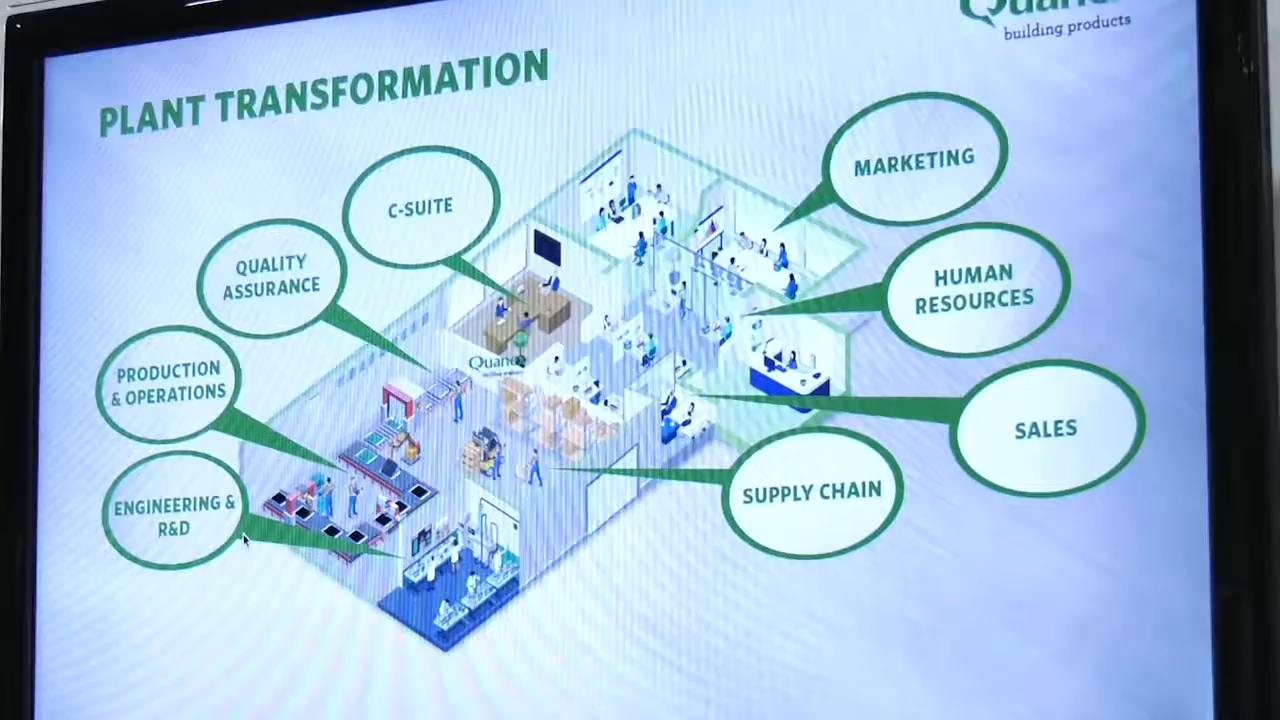 building products
PLANT TRANSFORMATION
C-SUITE
MARKETING
QUALITY
ASSURANCE
HUMAN
RESOURCES
PRODUCTION
& OPERATIONS
SALES
SUPPLY CHAIN
ENGINEERING &
R&D